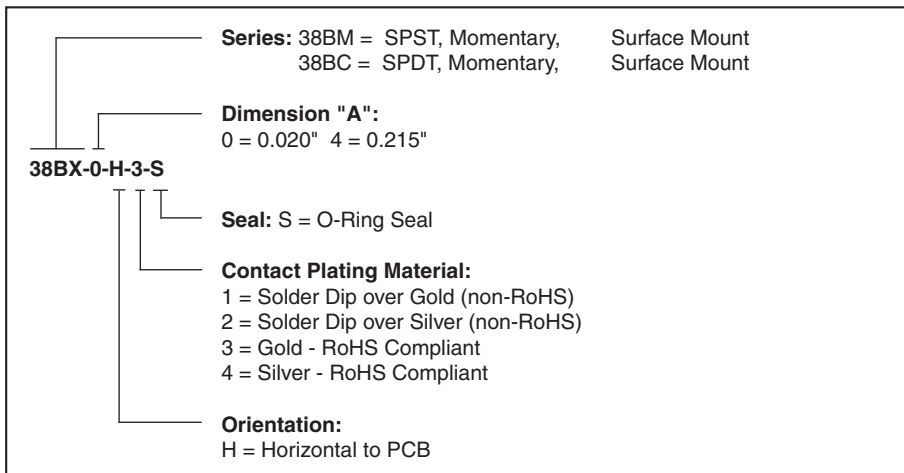 Series: 38BM = SPST, Momentary, Surface Mount
38BC = SPDT, Momentary, Surface Mount
Dimension "A":
0 = 0.020" 4 = 0.215"
38BX-0-H-3-S
Seal: S = O-Ring Seal
Contact Plating Material:
1 = Solder Dip over Gold (non-RoHS)
2 = Solder Dip over Silver (non-RoHS)
3 = Gold - RoHS Compliant
4 = Silver - RoHS Compliant
Orientation:
H = Horizontal to PCB